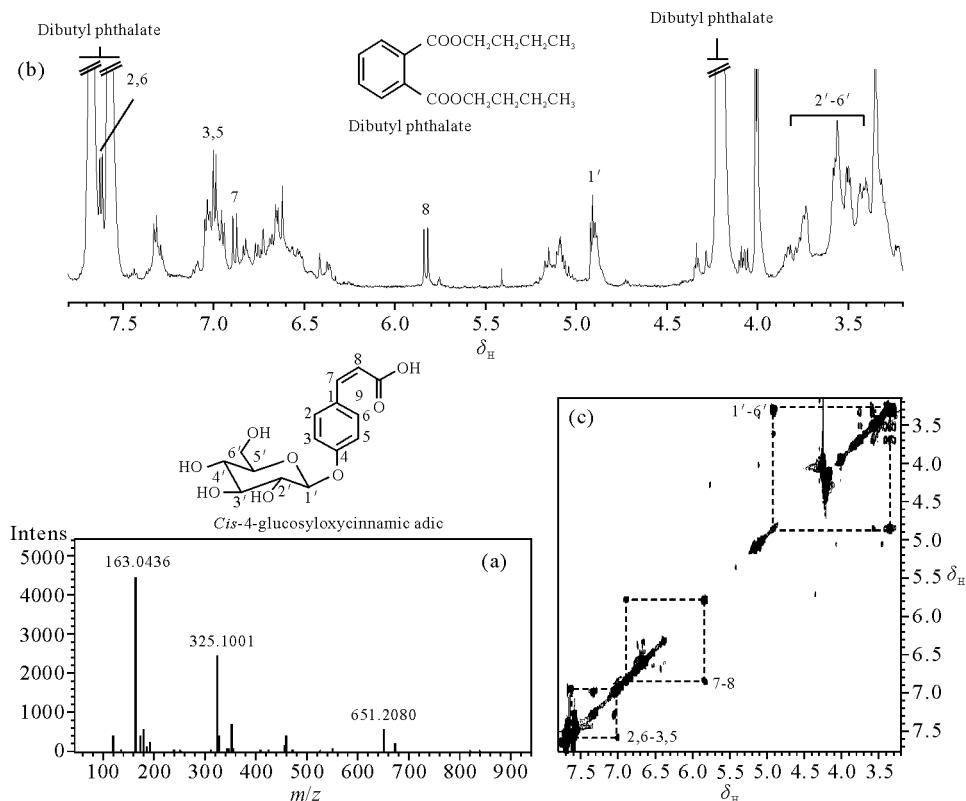 Dibutyl phthalate
Dibutyl phthalate
(b)
2,6
COOCH₂CH₂CH₂CH₃
COOCH₂CH₂CH₂CH₃
Dibutyl phthalate
3,5
7
8
1′
2′-6′
7.5 7.0 6.5 6.0 5.5 5.0 4.5 4.0 3.5
δH
7 8 OH
1 9 O
2 6
3 5
4
OH
6′ 5′ O
HO 4′ O
HO 3′ HO 2′ 1′
Cis-4-glucosyloxycinnamic adic
Intens
(a)
5000
4000
3000
2000
1000
0
163.0436
325.1001
651.2080
100 200 300 400 500 600 700 800 900
m/z
(c)
1′-6′
7-8
2,6-3,5
3.5
4.0
4.5
5.0
5.5
6.0
6.5
7.0
7.5
δH
7.5 7.0 6.5 6.0 5.5 5.0 4.5 4.0 3.5
δH